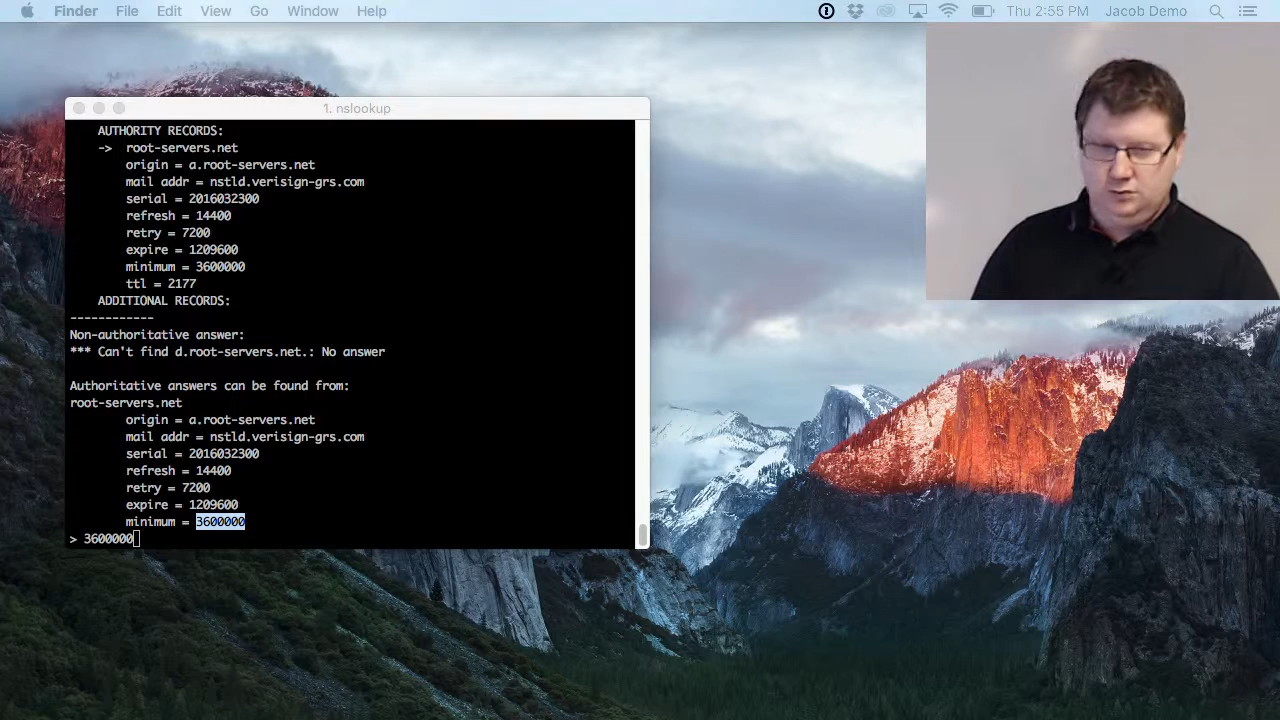 Finder File Edit View Go Window Help Thu 2:55 PM Jacob Demo
1. nslookup
AUTHORITY RECORDS:
-> root-servers.net
origin = a.root-servers.net
mail addr = nstld.verisign-grs.com
serial = 2016032300
refresh = 14400
retry = 7200
expire = 1209600
minimum = 3600000
ttl = 2177
ADDITIONAL RECORDS:
------------
Non-authoritative answer:
*** Can't find d.root-servers.net.: No answer
Authoritative answers can be found from:
root-servers.net
origin = a.root-servers.net
mail addr = nstld.verisign-grs.com
serial = 2016032300
refresh = 14400
retry = 7200
expire = 1209600
minimum = 3600000
> 3600000